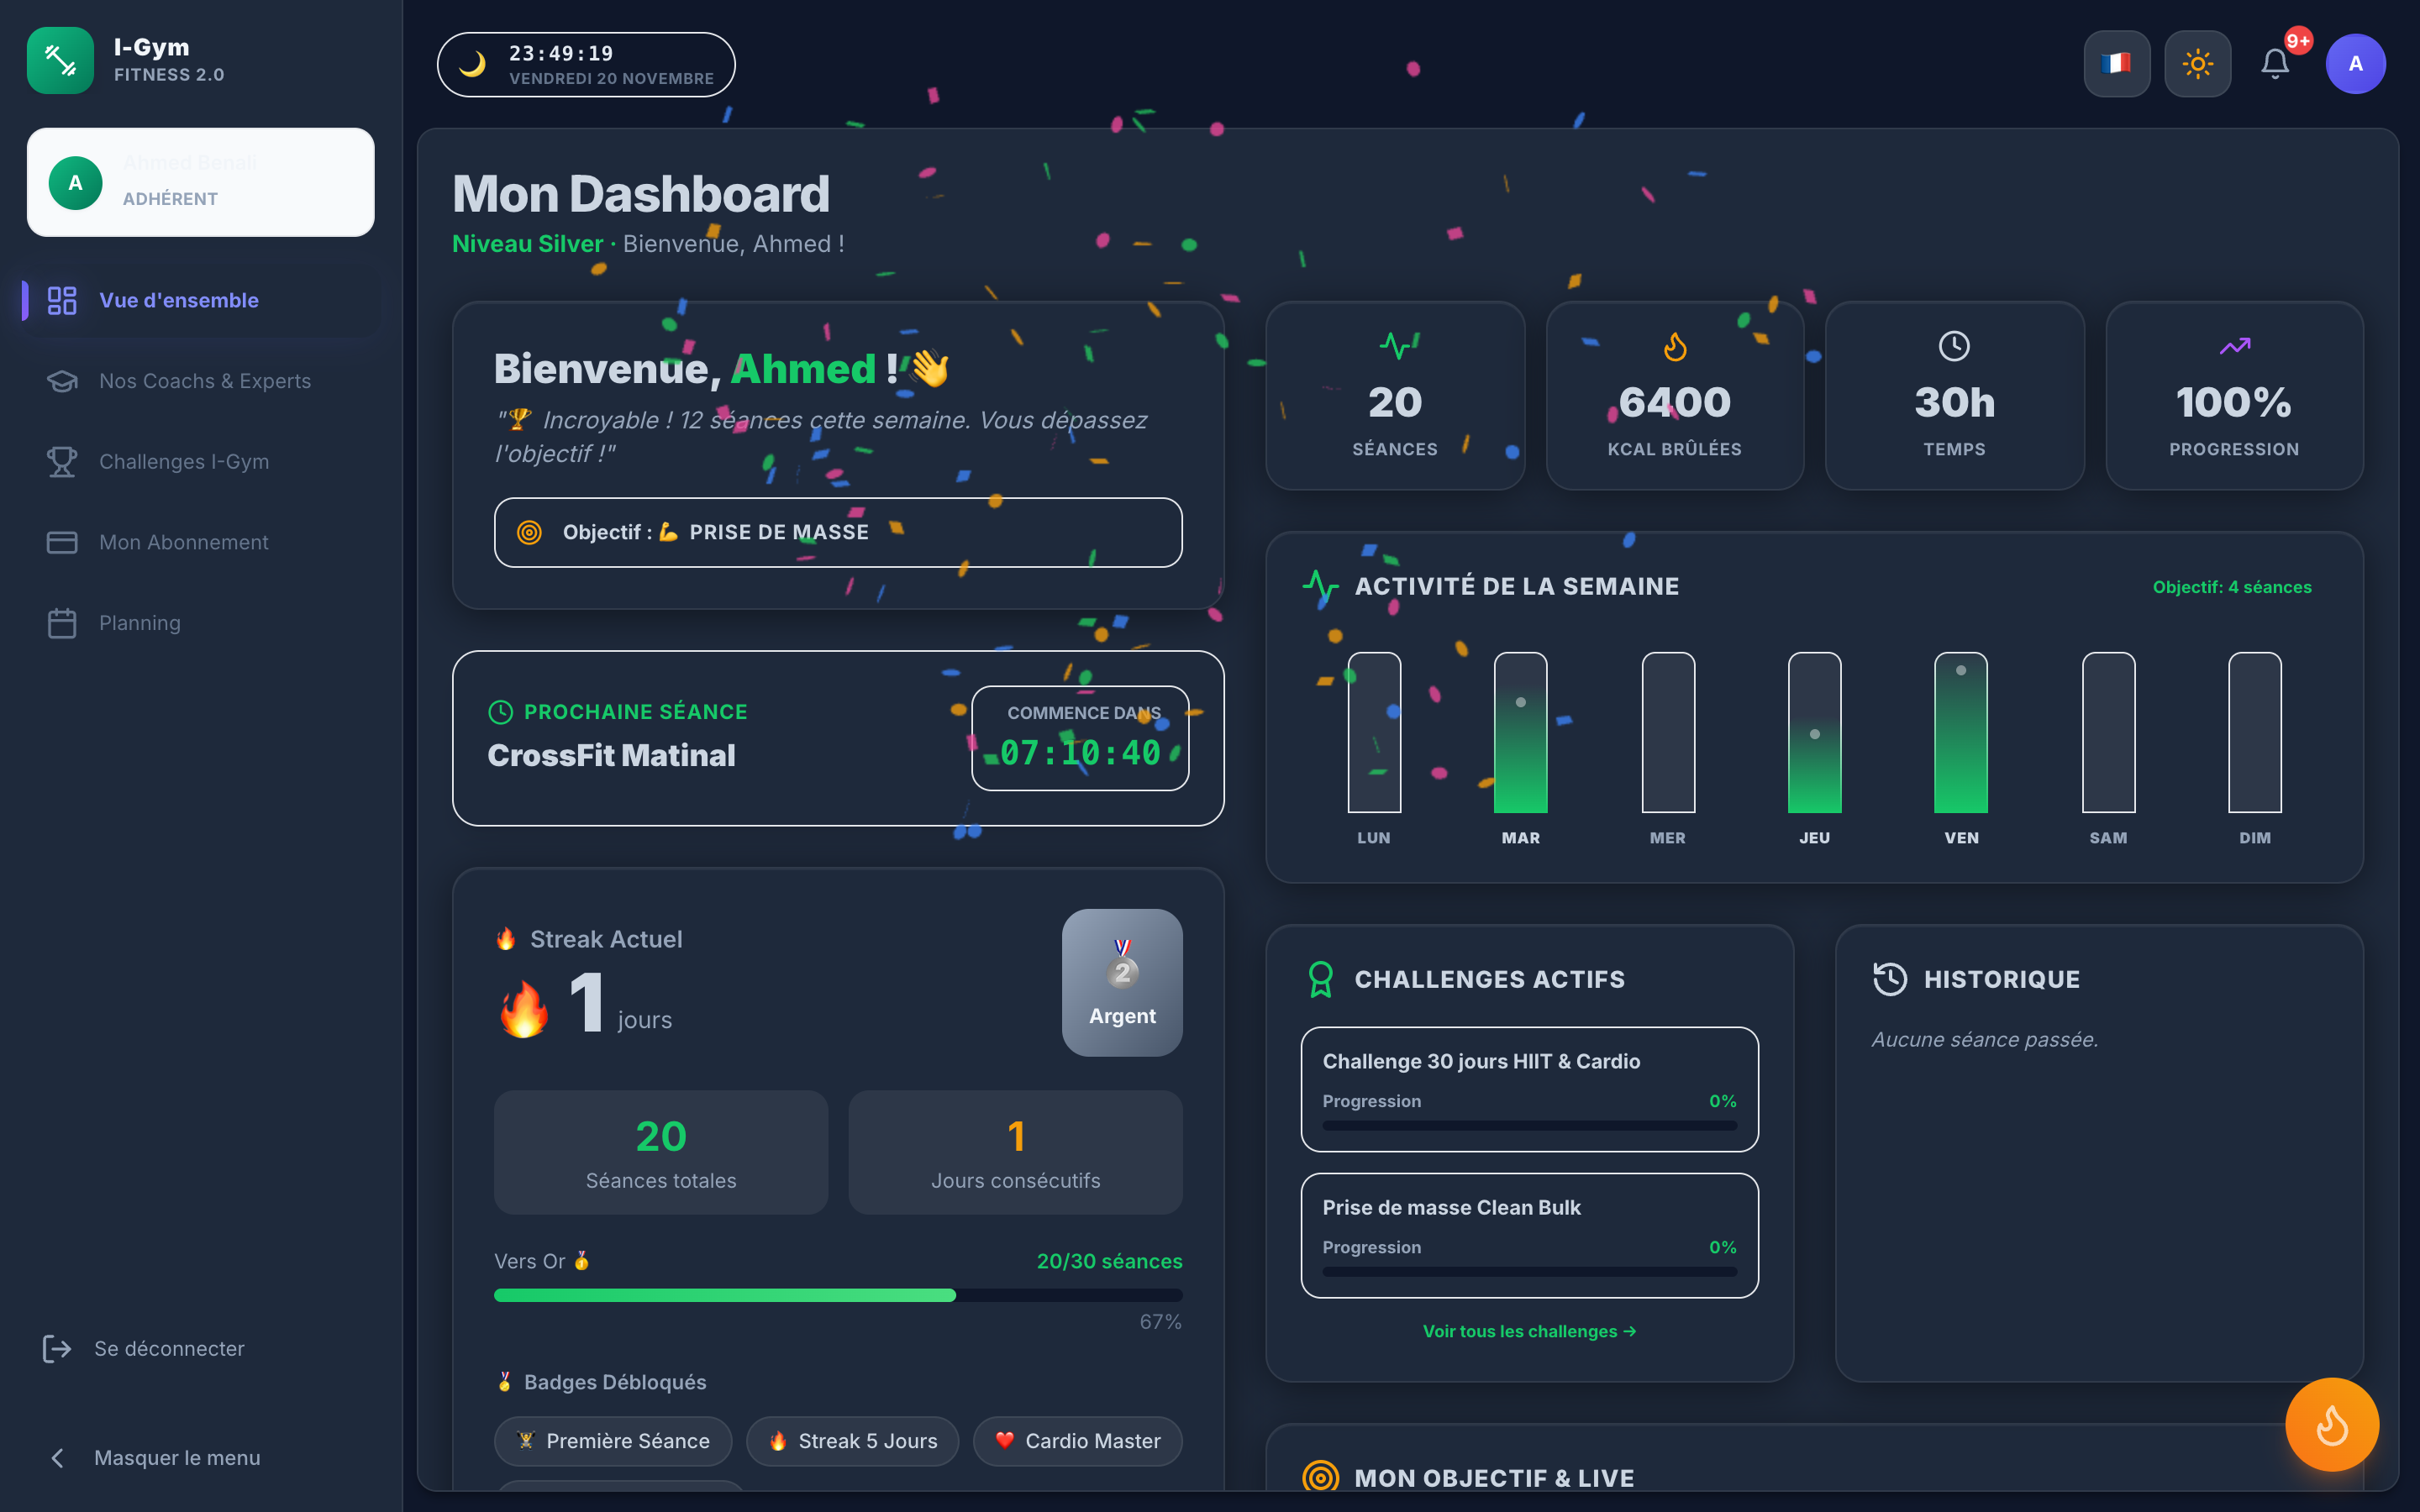 I-Gym
FITNESS 2.0
Ahmed Benali
A
ADHÉRENT
Vue d'ensemble
Nos Coachs & Experts
Challenges I-Gym
Mon Abonnement
Planning
Se déconnecter
Masquer le menu
23:49:19
VENDREDI 20 NOVEMBRE
9+
A
Mon Dashboard
Niveau Silver · Bienvenue, Ahmed !
Bienvenue, Ahmed ! 👋
"🏆 Incroyable ! 12 séances cette semaine. Vous dépassez
l'objectif !"
Objectif : 💪 PRISE DE MASSE
PROCHAINE SÉANCE
CrossFit Matinal
COMMENCE DANS
07:10:40
🔥 Streak Actuel
🔥 1 jours
2
Argent
20
Séances totales
1
Jours consécutifs
Vers Or 🥇 20/30 séances
67%
🏅 Badges Débloqués
🏋️ Première Séance
🔥 Streak 5 Jours
❤️ Cardio Master
20
SÉANCES
6400
KCAL BRÛLÉES
30h
TEMPS
100%
PROGRESSION
ACTIVITÉ DE LA SEMAINE
Objectif: 4 séances
LUN MAR MER JEU VEN SAM DIM
CHALLENGES ACTIFS
Challenge 30 jours HIIT & Cardio
Progression 0%
Prise de masse Clean Bulk
Progression 0%
Voir tous les challenges →
HISTORIQUE
Aucune séance passée.
MON OBJECTIF & LIVE